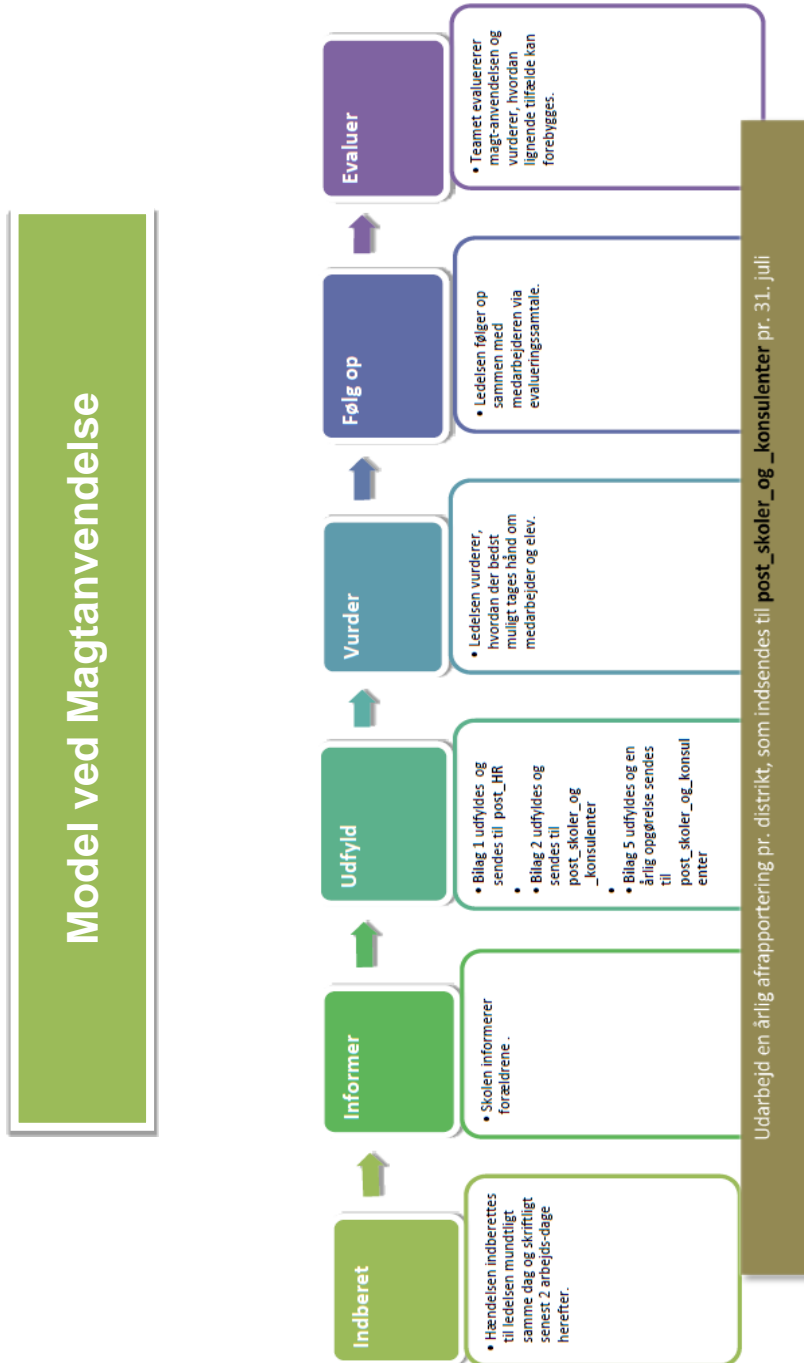 Model ved Magtanvendelse
Indberet
• Hændelsen indberettes
til ledelsen mundtligt
samme dag og skriftligt
senest 2 arbejds-dage
herefter.
Informer
• Skolen informerer
forældrene .
Udfyld
• Bilag 1 udfyldes og
sendes til post_HR
•
• Bilag 2 udfyldes og
sendes til
post_skoler_og
_konsulenter
•
• Bilag 5 udfyldes og en
årlig opgørelse sendes
til
post_skoler_og_konsul
enter
Vurder
• Ledelsen vurderer,
hvordan der bedst
muligt tages hånd om
medarbejder og elev.
Følg op
• Ledelsen følger op
sammen med
medarbejderen via
evalueringssamtale.
Evaluer
• Teamet evaluererer
magt-anvendelsen og
vurderer, hvordan
lignende tilfælde kan
forebygges.
Udarbejd en årlig afrapportering pr. distrikt, som indsendes til post_skoler_og _konsulenter pr. 31. juli